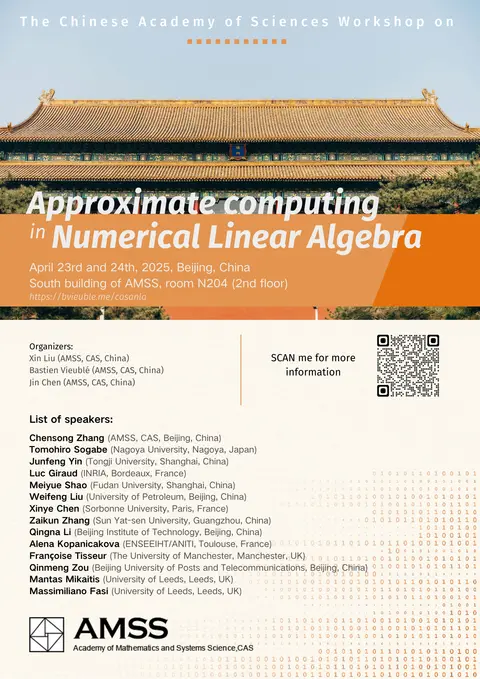 The Chinese Academy of Sciences Workshop on
Approximate computing
in Numerical Linear Algebra
April 23rd and 24th, 2025, Beijing, China
South building of AMSS, room N204 (2nd floor)
https://bvieuble.me/casanla
Organizers:
Xin Liu (AMSS, CAS, China)
Bastien Vieublé (AMSS, CAS, China)
Jin Chen (AMSS, CAS, China)
SCAN me for more
information
List of speakers:
Chensong Zhang (AMSS, CAS, Beijing, China)
Tomohiro Sogabe (Nagoya University, Nagoya, Japan)
Junfeng Yin (Tongji University, Shanghai, China)
Luc Giraud (INRIA, Bordeaux, France)
Meiyue Shao (Fudan University, Shanghai, China)
Weifeng Liu (University of Petroleum, Beijing, China)
Xinye Chen (Sorbonne University, Paris, France)
Zaikun Zhang (Sun Yat-sen University, Guangzhou, China)
Qingna Li (Beijing Institute of Technology, Beijing, China)
Alena Kopanicakova (ENSEEIHT/ANITI, Toulouse, France)
Françoise Tisseur (The University of Manchester, Manchester, UK)
Qinmeng Zou (Beijing University of Posts and Telecommunications, Beijing, China)
Mantas Mikaitis (University of Leeds, Leeds, UK)
Massimiliano Fasi (University of Leeds, Leeds, UK)
AMSS
Academy of Mathematics and Systems Science,CAS